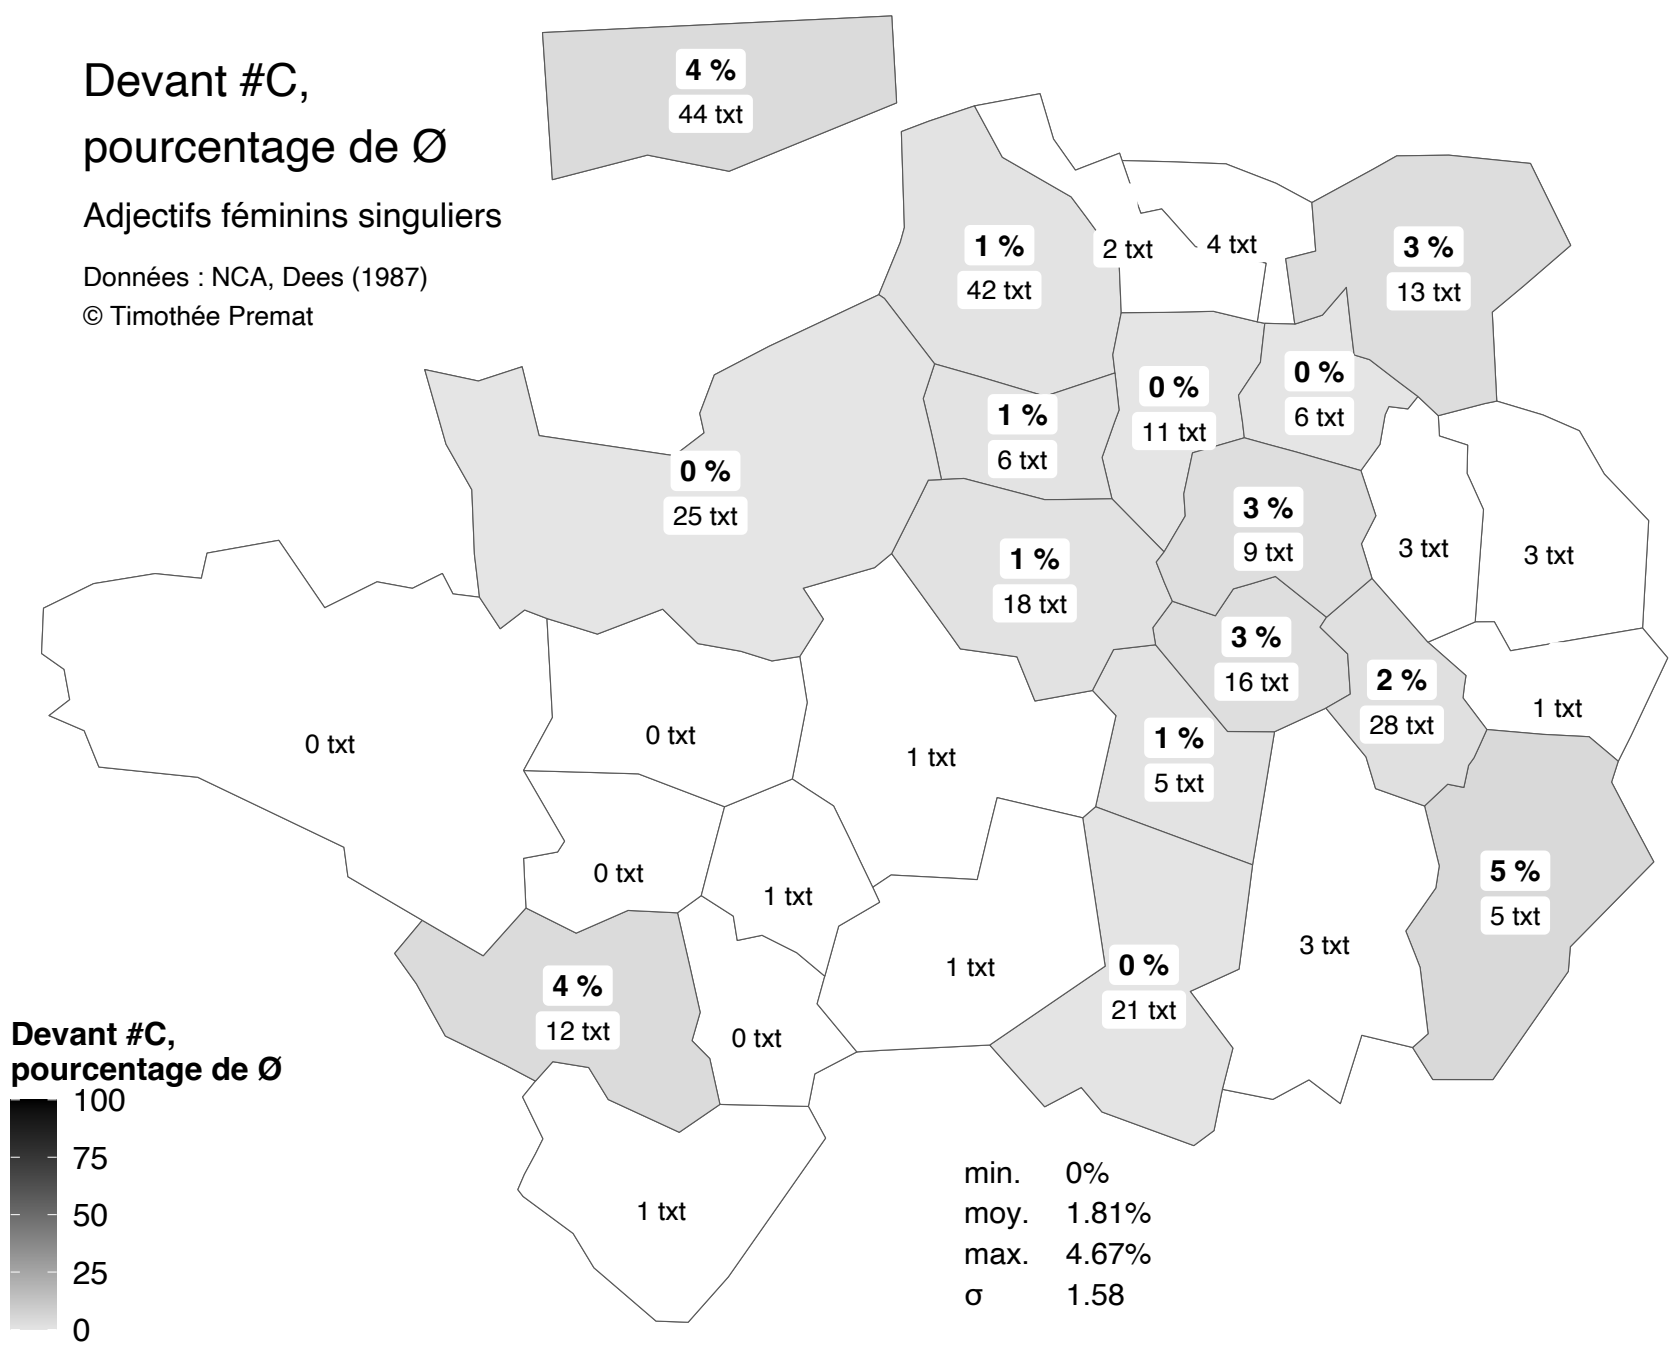 Devant #C,
pourcentage de Ø
Adjectifs féminins singuliers
Données : NCA, Dees (1987)
© Timothée Premat
4 %
44 txt
1 %
42 txt
2 txt
4 txt
3 %
13 txt
0 %
25 txt
1 %
6 txt
0 %
11 txt
0 %
6 txt
3 %
9 txt
3 txt
3 txt
1 %
18 txt
3 %
16 txt
2 %
28 txt
1 txt
0 txt
0 txt
1 txt
1 %
5 txt
0 txt
1 txt
5 %
5 txt
4 %
12 txt
0 txt
1 txt
0 %
21 txt
3 txt
1 txt
Devant #C,
pourcentage de Ø
100
75
50
25
0
min. 0%
moy. 1.81%
max. 4.67%
σ 1.58